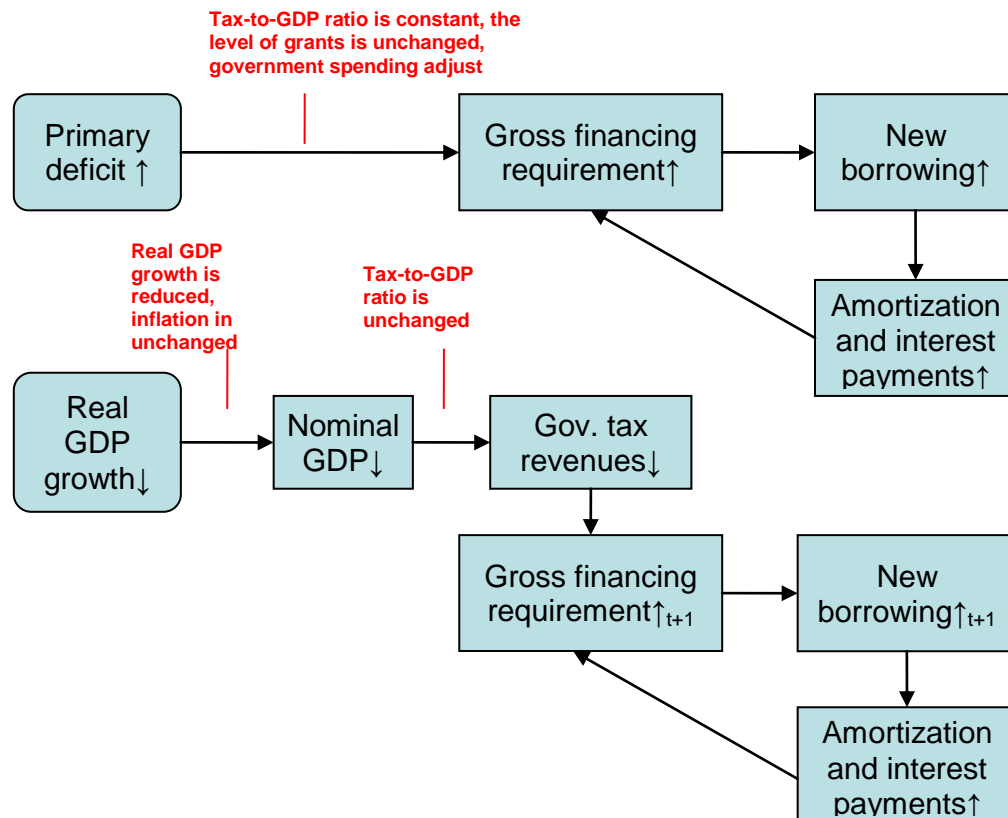 Tax-to-GDP ratio is constant, the
level of grants is unchanged,
government spending adjust
Primary
deficit ↑
Gross financing
requirement↑
New
borrowing↑
Amortization
and interest
payments↑
Real GDP
growth is
reduced,
inflation in
unchanged
Tax-to-GDP
ratio is
unchanged
Real
GDP
growth↓
Nominal
GDP↓
Gov. tax
revenues↓
Gross financing
requirement↑t+1
New
borrowing↑t+1
Amortization
and interest
payments↑